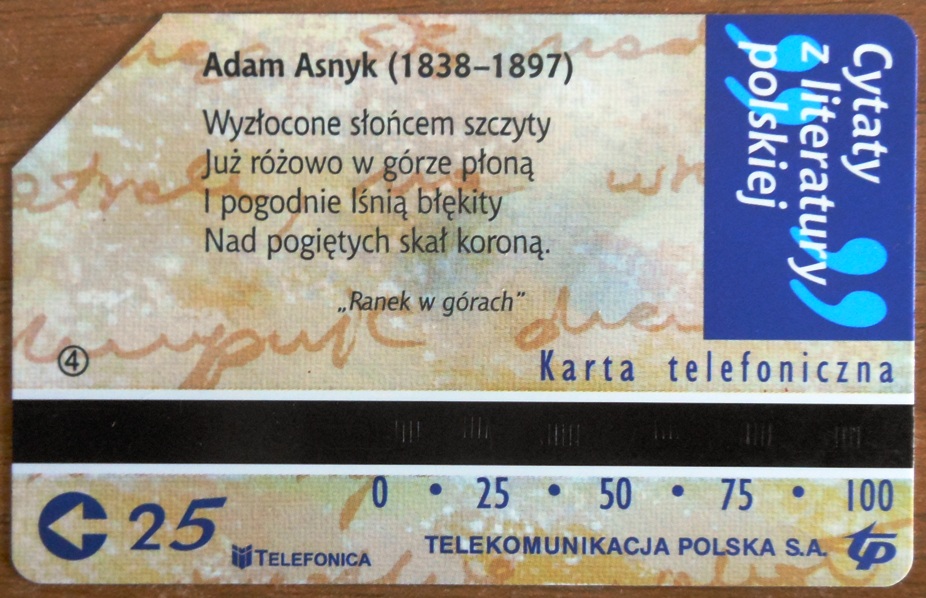 Adam Asnyk (1838–1897)
Wyzłocone słońcem szczyty
Już różowo w górze płoną
I pogodnie lśnią błękity
Nad pogiętych skał koroną.
„Ranek w górach”
Cytaty
z literatury
polskiej
④
Karta telefoniczna
0 • 25 • 50 • 75 • 100
25
TELEFONICA
TELEKOMUNIKACJA POLSKA S.A.
tp